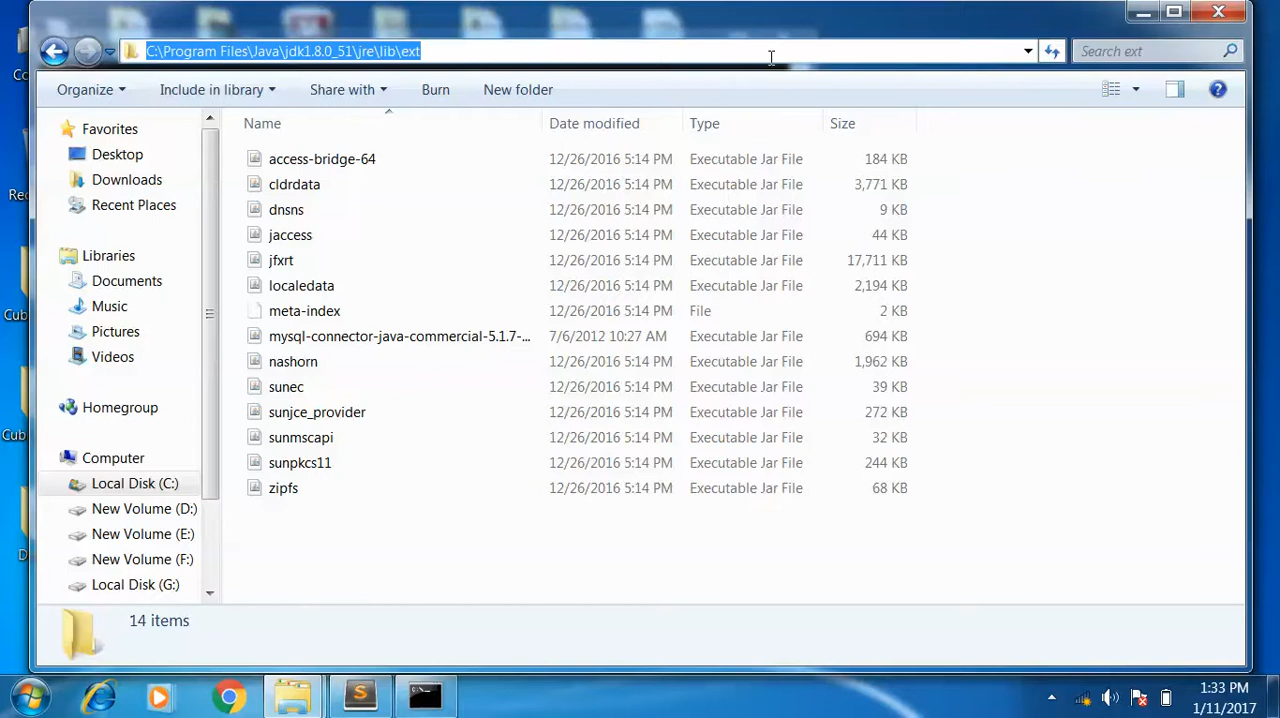 C:\Program Files\Java\jdk1.8.0_51\jre\lib\ext
Search ext
Organize
Include in library
Share with
Burn
New folder
Favorites
Desktop
Downloads
Recent Places
Libraries
Documents
Music
Pictures
Videos
Homegroup
Computer
Local Disk (C:)
New Volume (D:)
New Volume (E:)
New Volume (F:)
Local Disk (G:)
Name Date modified Type Size
access-bridge-64 12/26/2016 5:14 PM Executable Jar File 184 KB
cldrdata 12/26/2016 5:14 PM Executable Jar File 3,771 KB
dnsns 12/26/2016 5:14 PM Executable Jar File 9 KB
jaccess 12/26/2016 5:14 PM Executable Jar File 44 KB
jfxrt 12/26/2016 5:14 PM Executable Jar File 17,711 KB
localedata 12/26/2016 5:14 PM Executable Jar File 2,194 KB
meta-index 12/26/2016 5:14 PM File 2 KB
mysql-connector-java-commercial-5.1.7-... 7/6/2012 10:27 AM Executable Jar File 694 KB
nashorn 12/26/2016 5:14 PM Executable Jar File 1,962 KB
sunec 12/26/2016 5:14 PM Executable Jar File 39 KB
sunjce_provider 12/26/2016 5:14 PM Executable Jar File 272 KB
sunmscapi 12/26/2016 5:14 PM Executable Jar File 32 KB
sunpkcs11 12/26/2016 5:14 PM Executable Jar File 244 KB
zipfs 12/26/2016 5:14 PM Executable Jar File 68 KB
14 items
Co
Rec
Cub
Cub
D
1:33 PM
1/11/2017